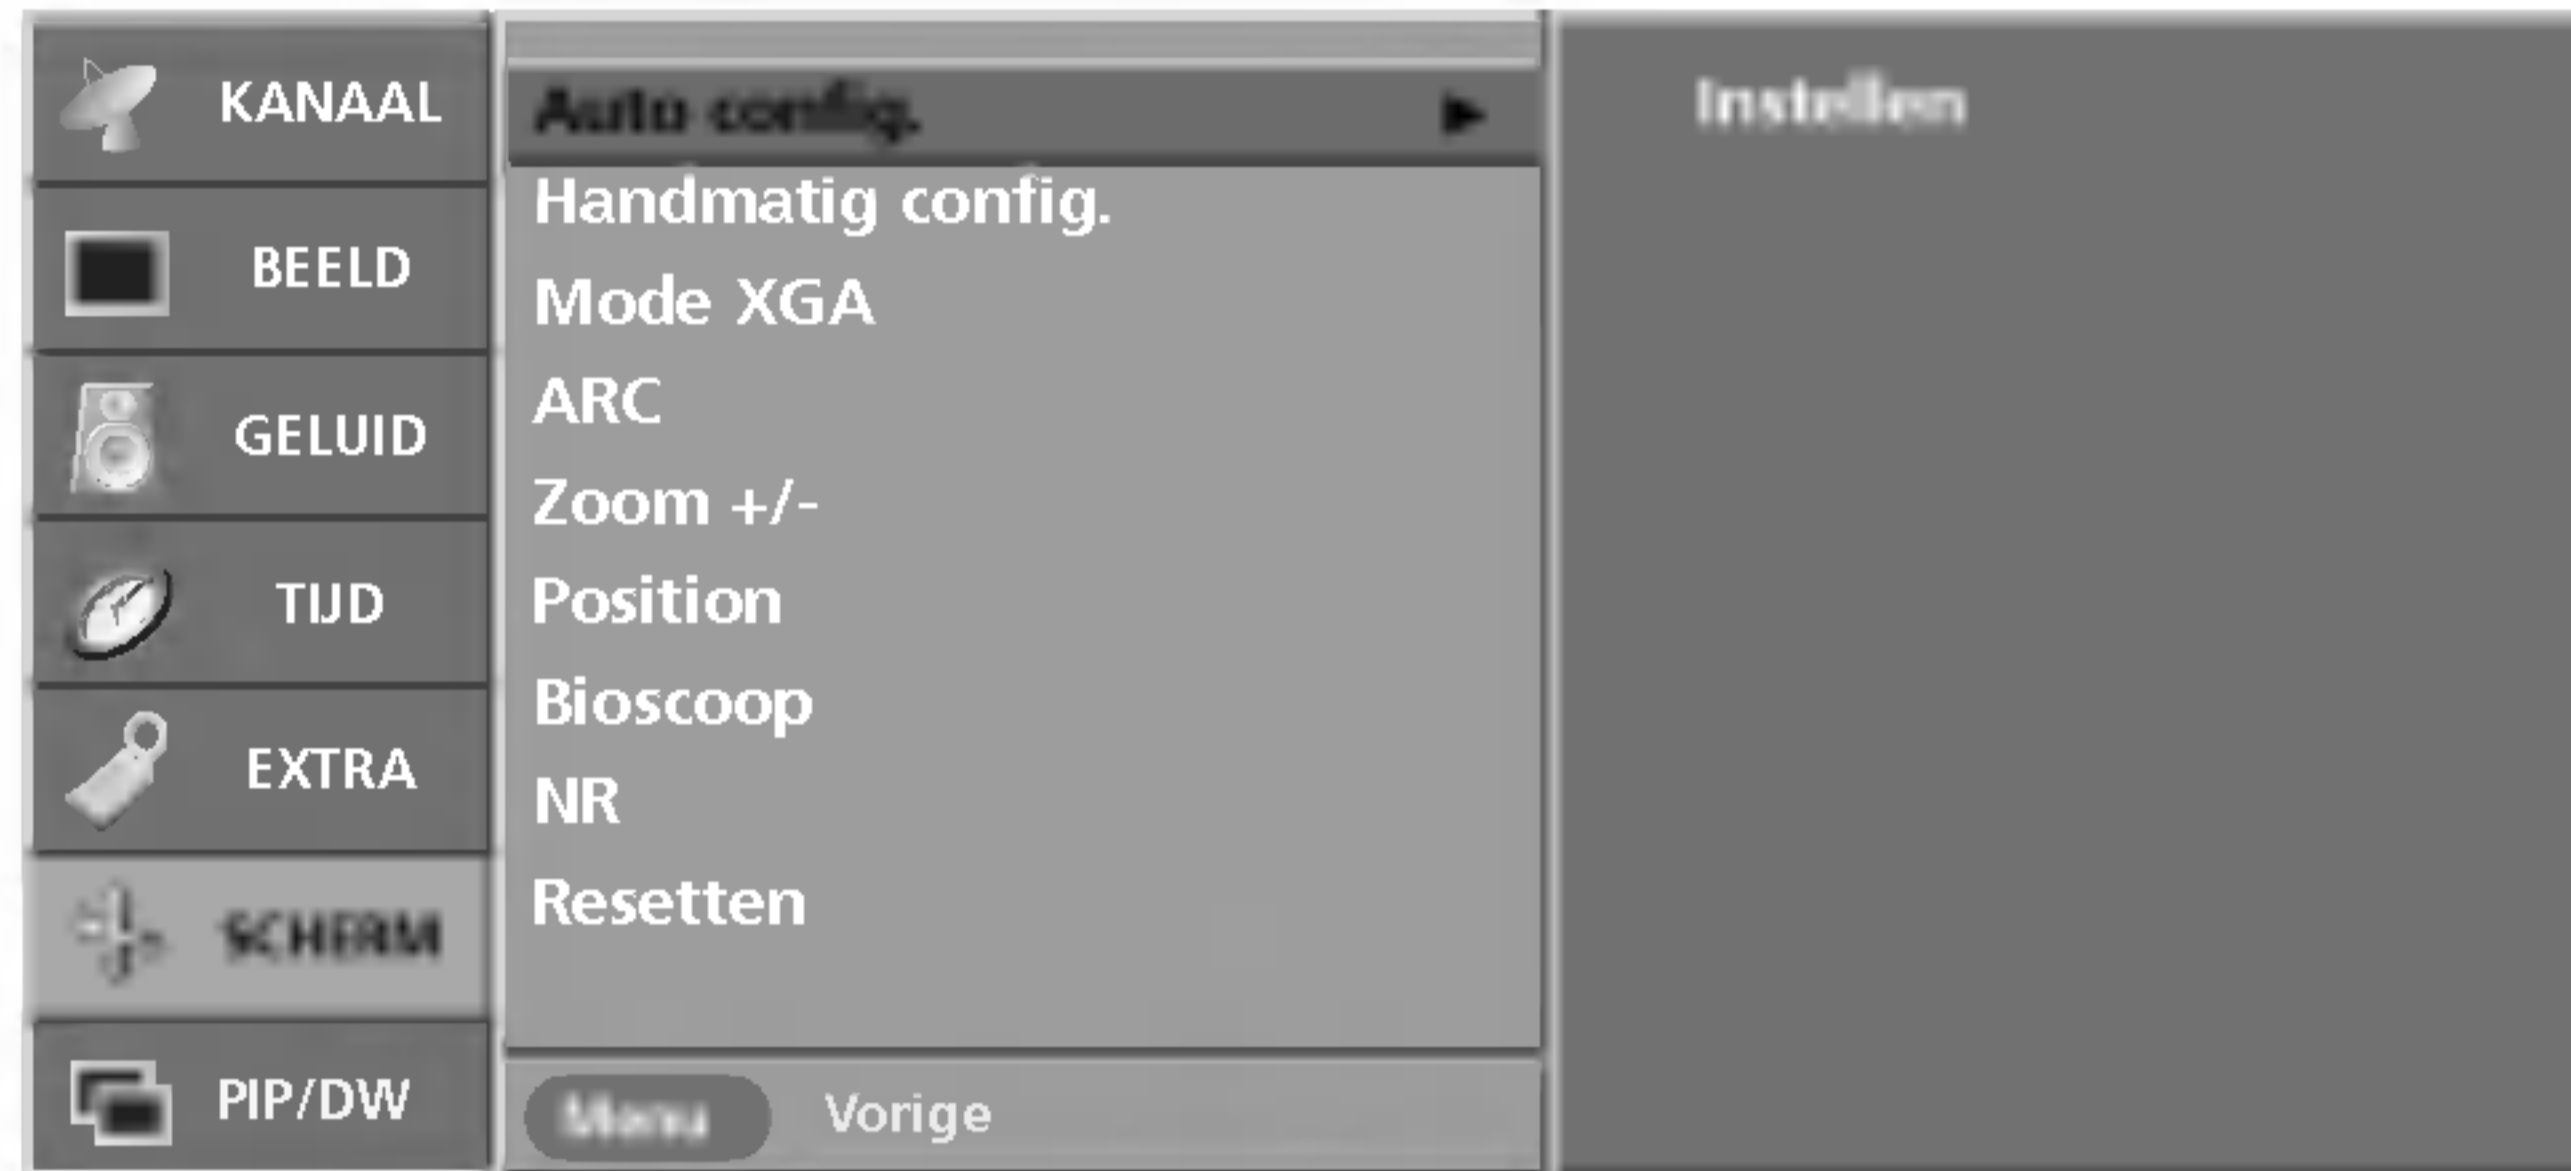 KANAAL
BEELD
GELUID
TIJD
EXTRA
SCHERM
PIP/DW
Auto config.
Handmatig config.
Mode XGA
ARC
Zoom +/-
Position
Bioscoop
NR
Resetten
Menu Vorige
Instellen